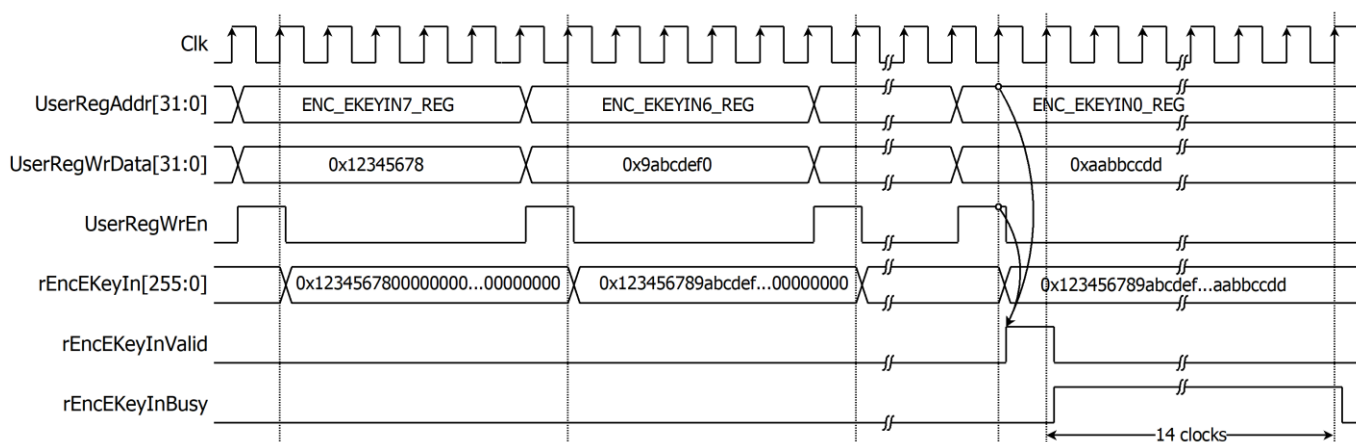 Clk
UserRegAddr[31:0] ENC_EKEYIN7_REG ENC_EKEYIN6_REG ENC_EKEYIN0_REG
UserRegWrData[31:0] 0x12345678 0x9abcdef0 0xaabbccdd
UserRegWrEn
rEncEKeyIn[255:0] 0x1234567800000000...00000000 0x123456789abcdef...00000000 0x123456789abcdef...aabbccdd
rEncEKeyInValid
rEncEKeyInBusy
14 clocks